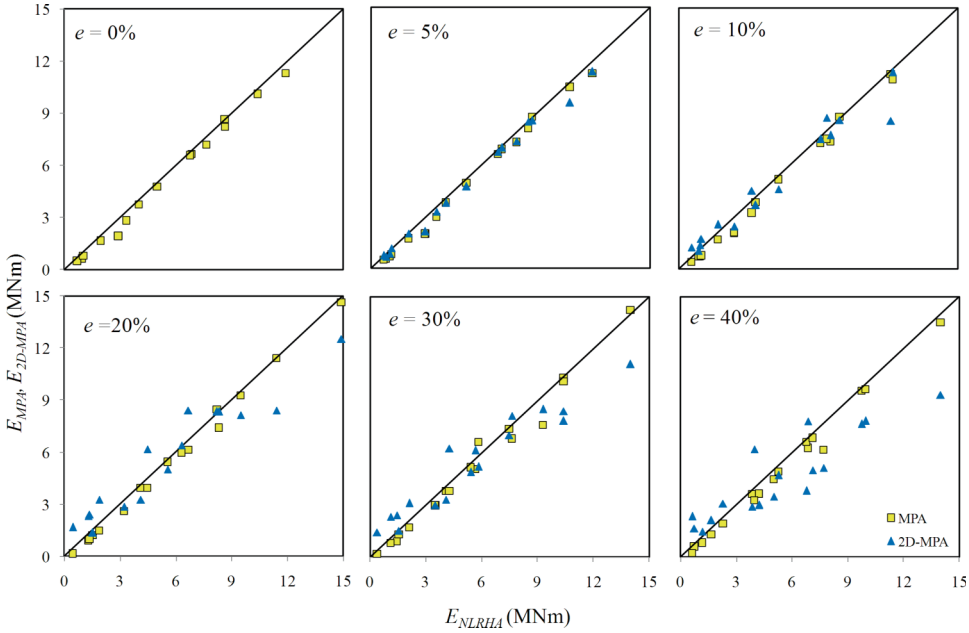 15
12
9
6
3
0
e = 0%
e = 5%
e = 10%
15
12
9
6
3
0
e =20%
e = 30%
e = 40%
MPA
2D-MPA
0 3 6 9 12 15
0 3 6 9 12 15
0 3 6 9 12 15
E_MPA, E_2D-MPA (MNm)
E_NLRHA (MNm)